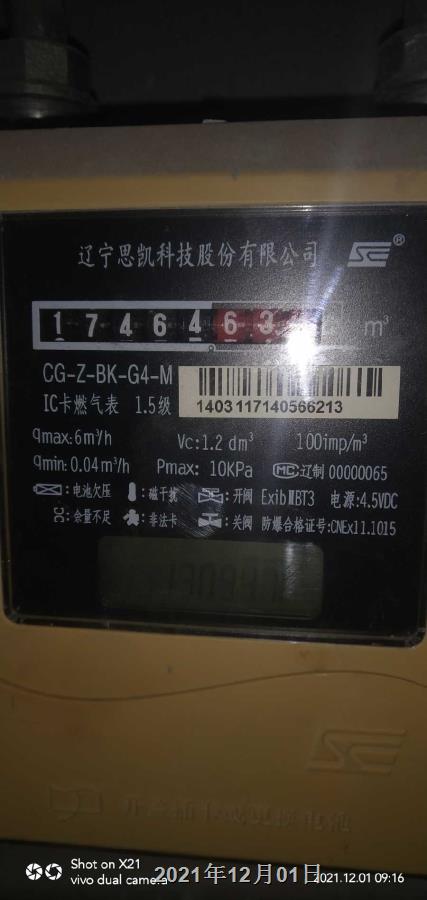 辽宁思凯科技股份有限公司 SE®
1 7 4 6 4 6 3 m³
CG-Z-BK-G4-M
IC卡燃气表 1.5级
1403117140566213
qmax:6m³/h Vc:1.2 dm³ 100imp/m³
qmin:0.04m³/h Pmax: 10KPa MC辽制 00000065
:电池欠压 :磁干扰 :开阀 ExibⅡBT3 电源:4.5VDC
:余量不足 :非法卡 :关阀 防爆合格证号:CNEx11.1015
SE
Shot on X21
vivo dual camera
2021年12月01日
2021.12.01 09:16